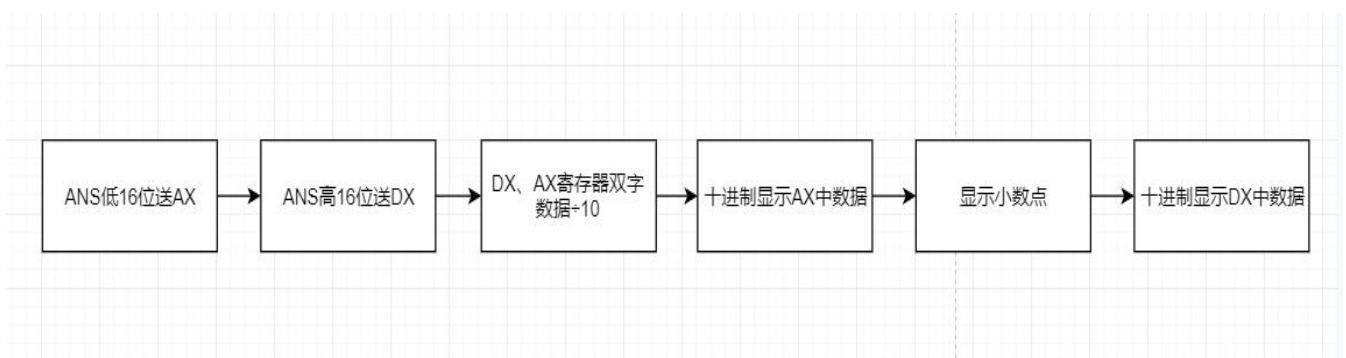 ANS低16位送AX
ANS高16位送DX
DX、AX寄存器双字
数据÷10
十进制显示AX中数据
显示小数点
十进制显示DX中数据